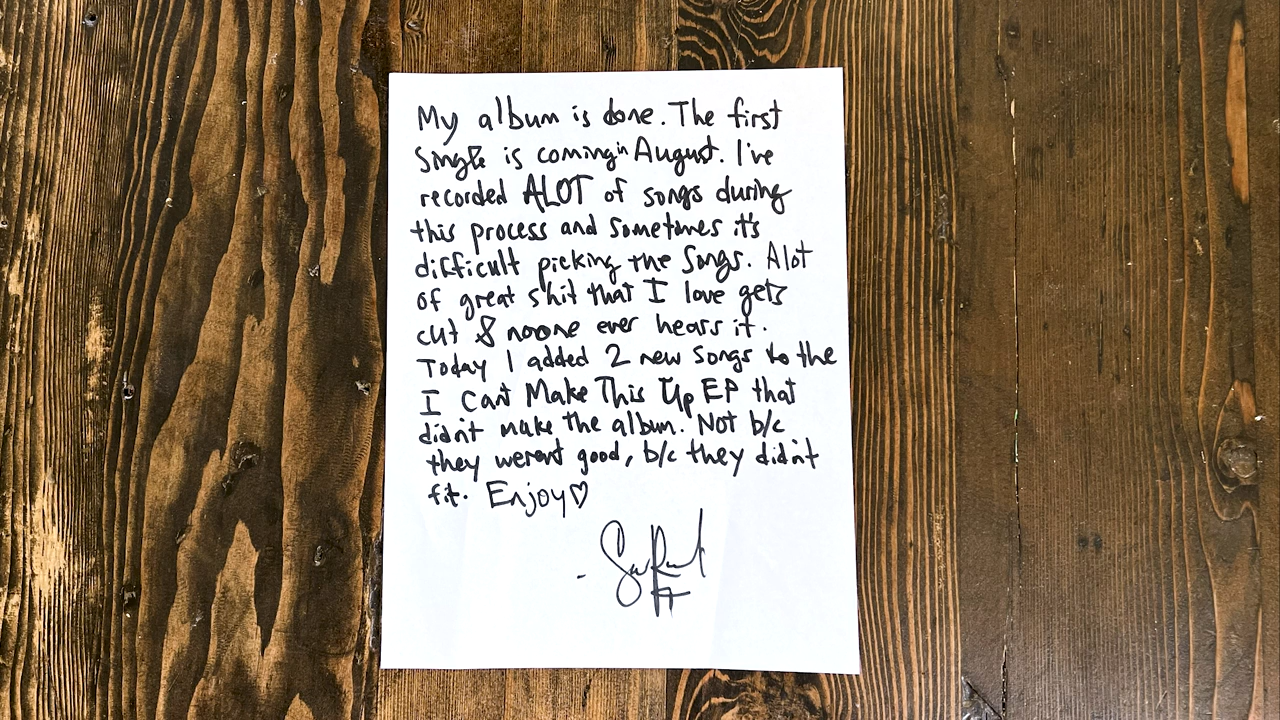 My album is done. The first
single is coming in August. I've
recorded ALOT of songs during
this process and sometimes it's
difficult picking the songs. Alot
of great shit that I love gets
cut & noone ever hears it.
Today I added 2 new songs to the
I Can't Make This Up EP that
didn't make the album. Not b/c
they weren't good, b/c they didn't
fit. Enjoy♡